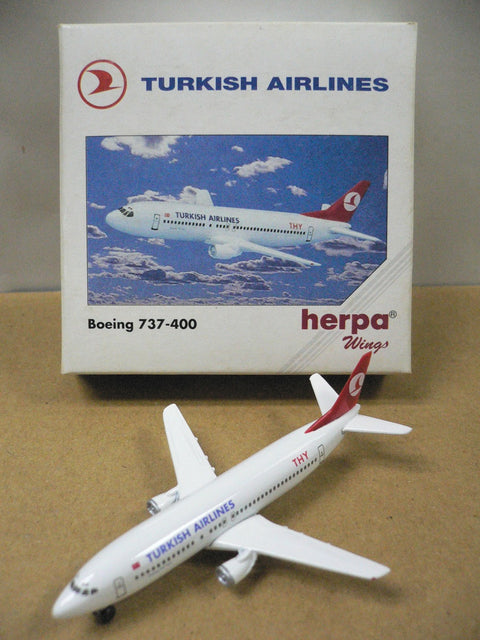 TURKISH AIRLINES
TURKISH AIRLINES
THY
Boeing 737-400
herpa®
Wings
THY
TURKISH AIRLINES